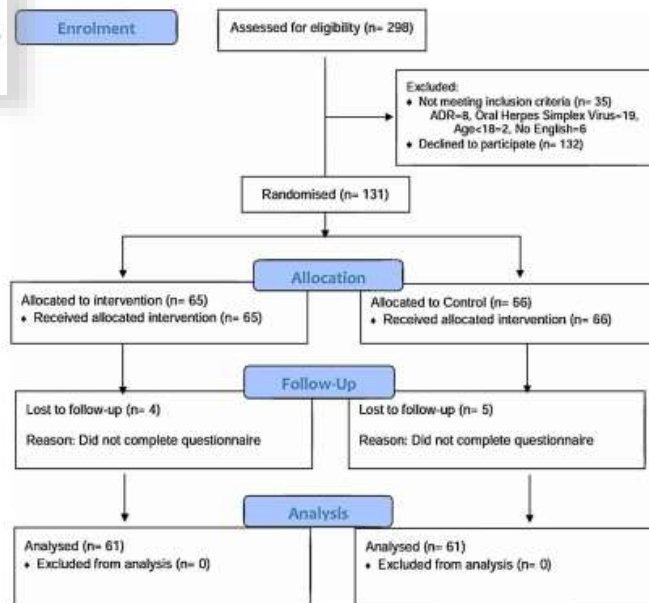 Enrolment
Assessed for eligibility (n= 298)
Excluded:
♦ Not meeting inclusion criteria (n= 35)
ADR=8, Oral Herpes Simplex Virus=19,
Age<18=2, No English=6
♦ Declined to participate (n= 132)
Randomised (n= 131)
Allocation
Allocated to intervention (n= 65)
♦ Received allocated intervention (n= 65)
Allocated to Control (n= 66)
♦ Received allocated intervention (n= 66)
Follow-Up
Lost to follow-up (n= 4)
Reason: Did not complete questionnaire
Lost to follow-up (n= 5)
Reason: Did not complete questionnaire
Analysis
Analysed (n= 61)
♦ Excluded from analysis (n= 0)
Analysed (n= 61)
♦ Excluded from analysis (n= 0)